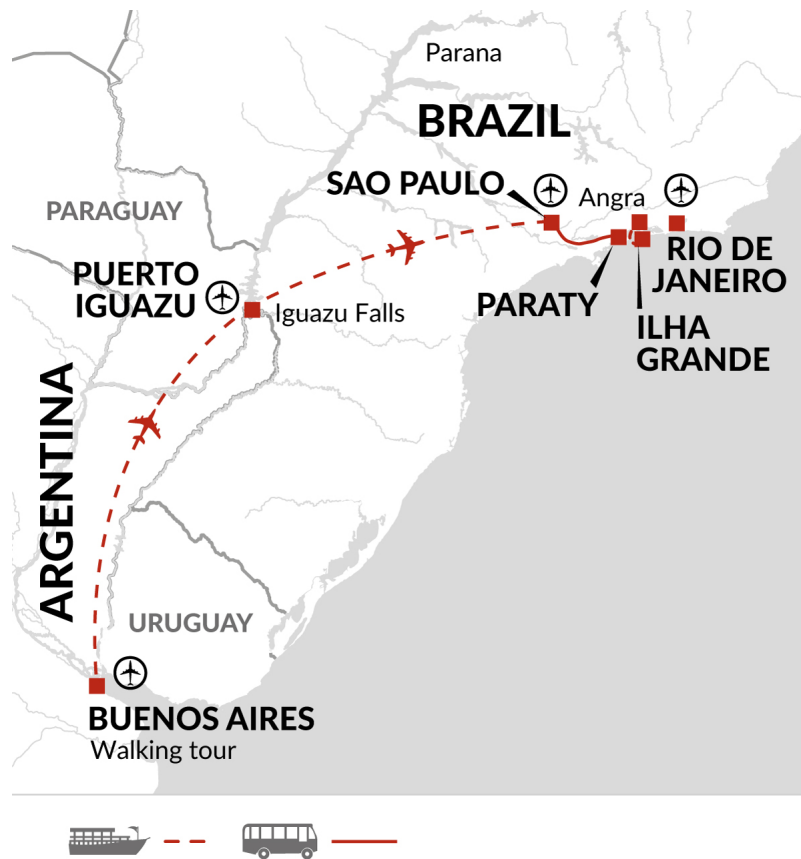 Parana
BRAZIL
SAO PAULO
Angra
PARAGUAY
RIO DE
JANEIRO
PUERTO
IGUAZU
Iguazu Falls
PARATY
ILHA
GRANDE
ARGENTINA
URUGUAY
BUENOS AIRES
Walking tour